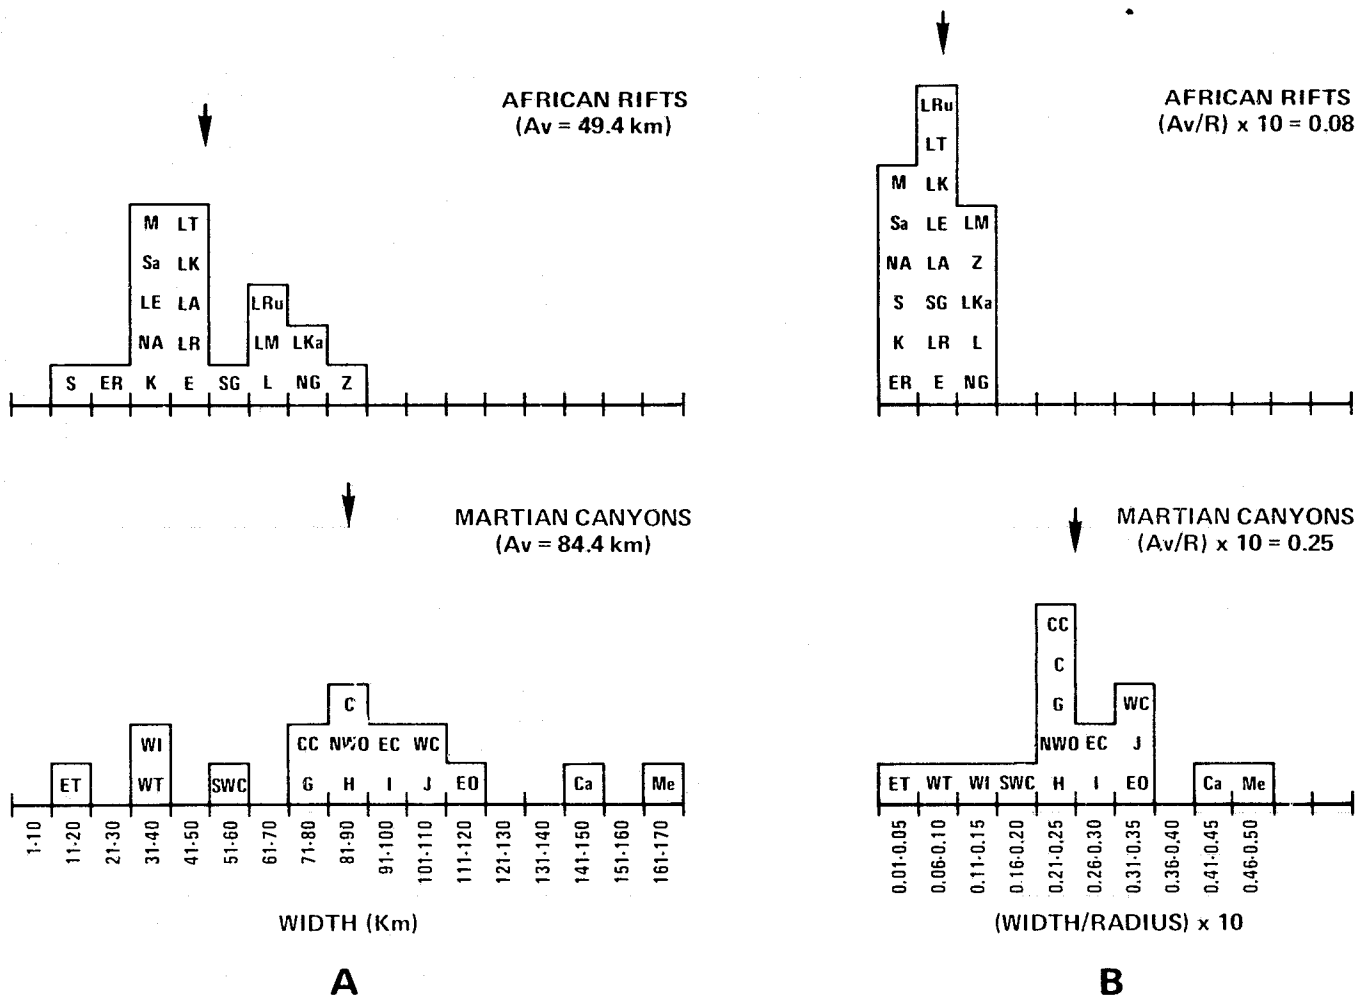 AFRICAN RIFTS
(Av = 49.4 km)
M LT
Sa LK
LE LA LRu
NA LR LM LKa
S ER K E SG L NG Z
MARTIAN CANYONS
(Av = 84.4 km)
C
WI CC NWO EC WC
ET WT SWC G H I J EO Ca Me
1-10 11-20 21-30 31-40 41-50 51-60 61-70 71-80 81-90 91-100 101-110 111-120 121-130 131-140 141-150 151-160 161-170
WIDTH (Km)
A
AFRICAN RIFTS
(Av/R) x 10 = 0.08
LRu
LT
M LK
Sa LE LM
NA LA Z
S SG LKa
K LR L
ER E NG
MARTIAN CANYONS
(Av/R) x 10 = 0.25
CC
C
G WC
NWO EC J
ET WT WI SWC H I EO Ca Me
0.01-0.05 0.06-0.10 0.11-0.15 0.16-0.20 0.21-0.25 0.26-0.30 0.31-0.35 0.36-0.40 0.41-0.45 0.46-0.50
(WIDTH/RADIUS) x 10
B